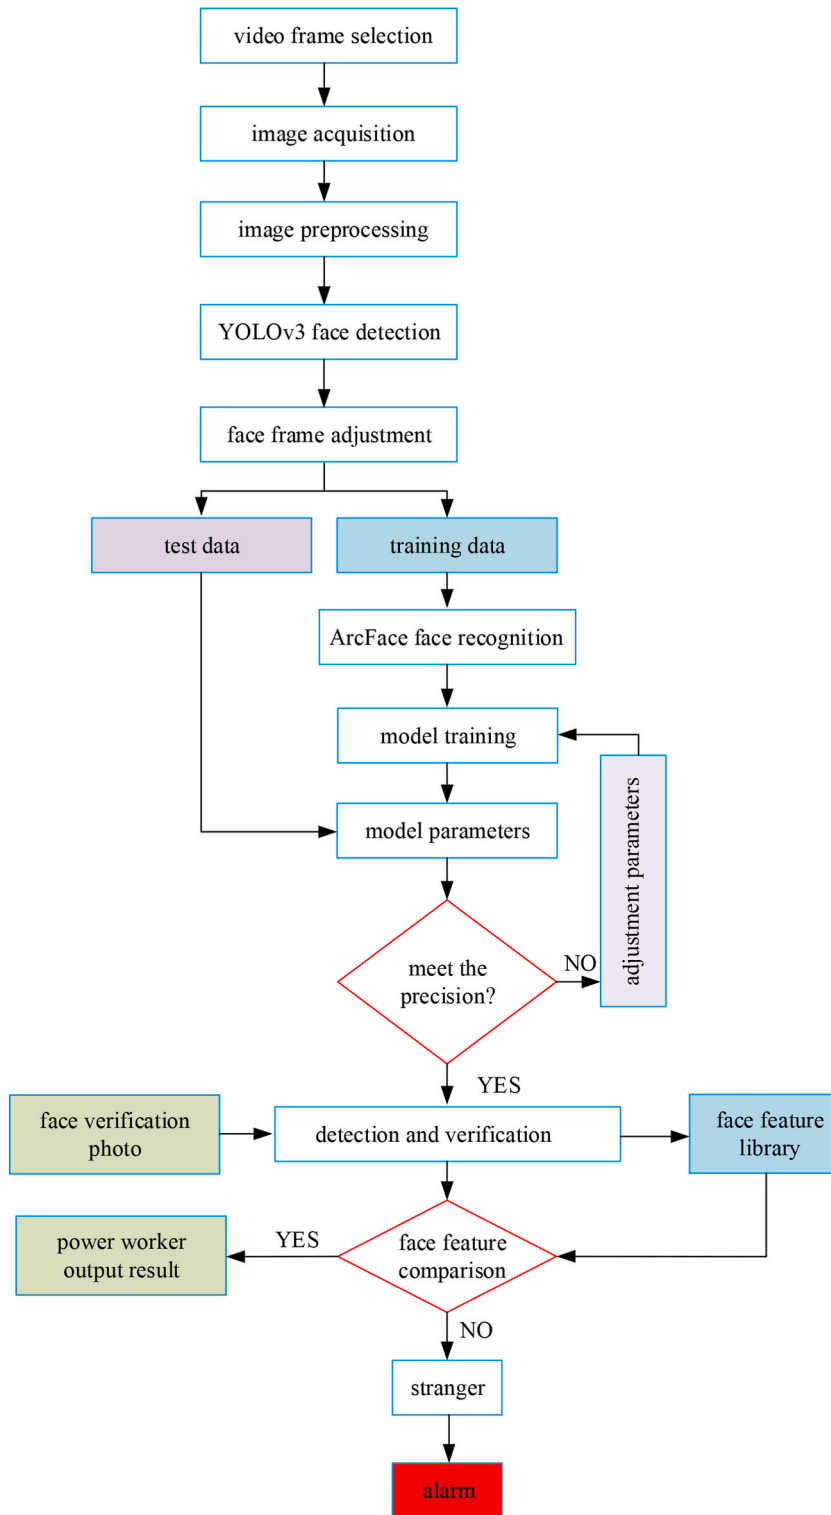 video frame selection
image acquisition
image preprocessing
YOLOv3 face detection
face frame adjustment
test data
training data
ArcFace face recognition
model training
model parameters
adjustment parameters
meet the
precision?
NO
YES
face verification
photo
detection and verification
face feature
library
power worker
output result
YES
face feature
comparison
NO
stranger
alarm